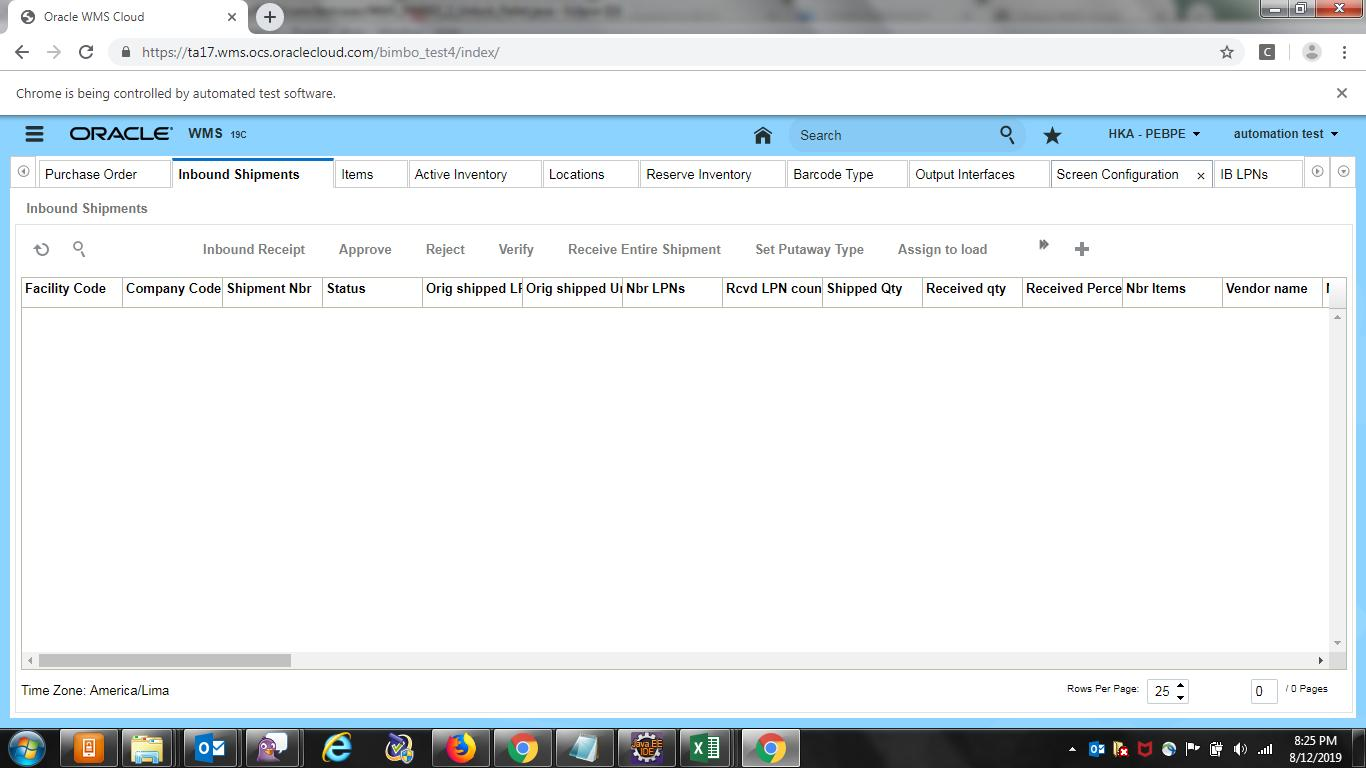 Oracle WMS Cloud
https://ta17.wms.ocs.oraclecloud.com/bimbo_test4/index/
C
Chrome is being controlled by automated test software.
ORACLE WMS 19C
Search
HKA - PEBPE
automation test
Purchase Order
Inbound Shipments
Items
Active Inventory
Locations
Reserve Inventory
Barcode Type
Output Interfaces
Screen Configuration
IB LPNs
Inbound Shipments
Inbound Receipt
Approve
Reject
Verify
Receive Entire Shipment
Set Putaway Type
Assign to load
Facility Code
Company Code
Shipment Nbr
Status
Orig shipped LP
Orig shipped Un
Nbr LPNs
Rcvd LPN coun
Shipped Qty
Received qty
Received Perce
Nbr Items
Vendor name
Time Zone: America/Lima
Rows Per Page:
25
0
/ 0 Pages
Java EE
IDE
8:25 PM
8/12/2019